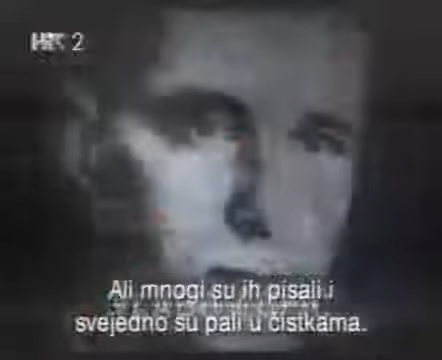 HRT 2
Ali mnogi su ih pisali i
svejedno su pali u čistkama.